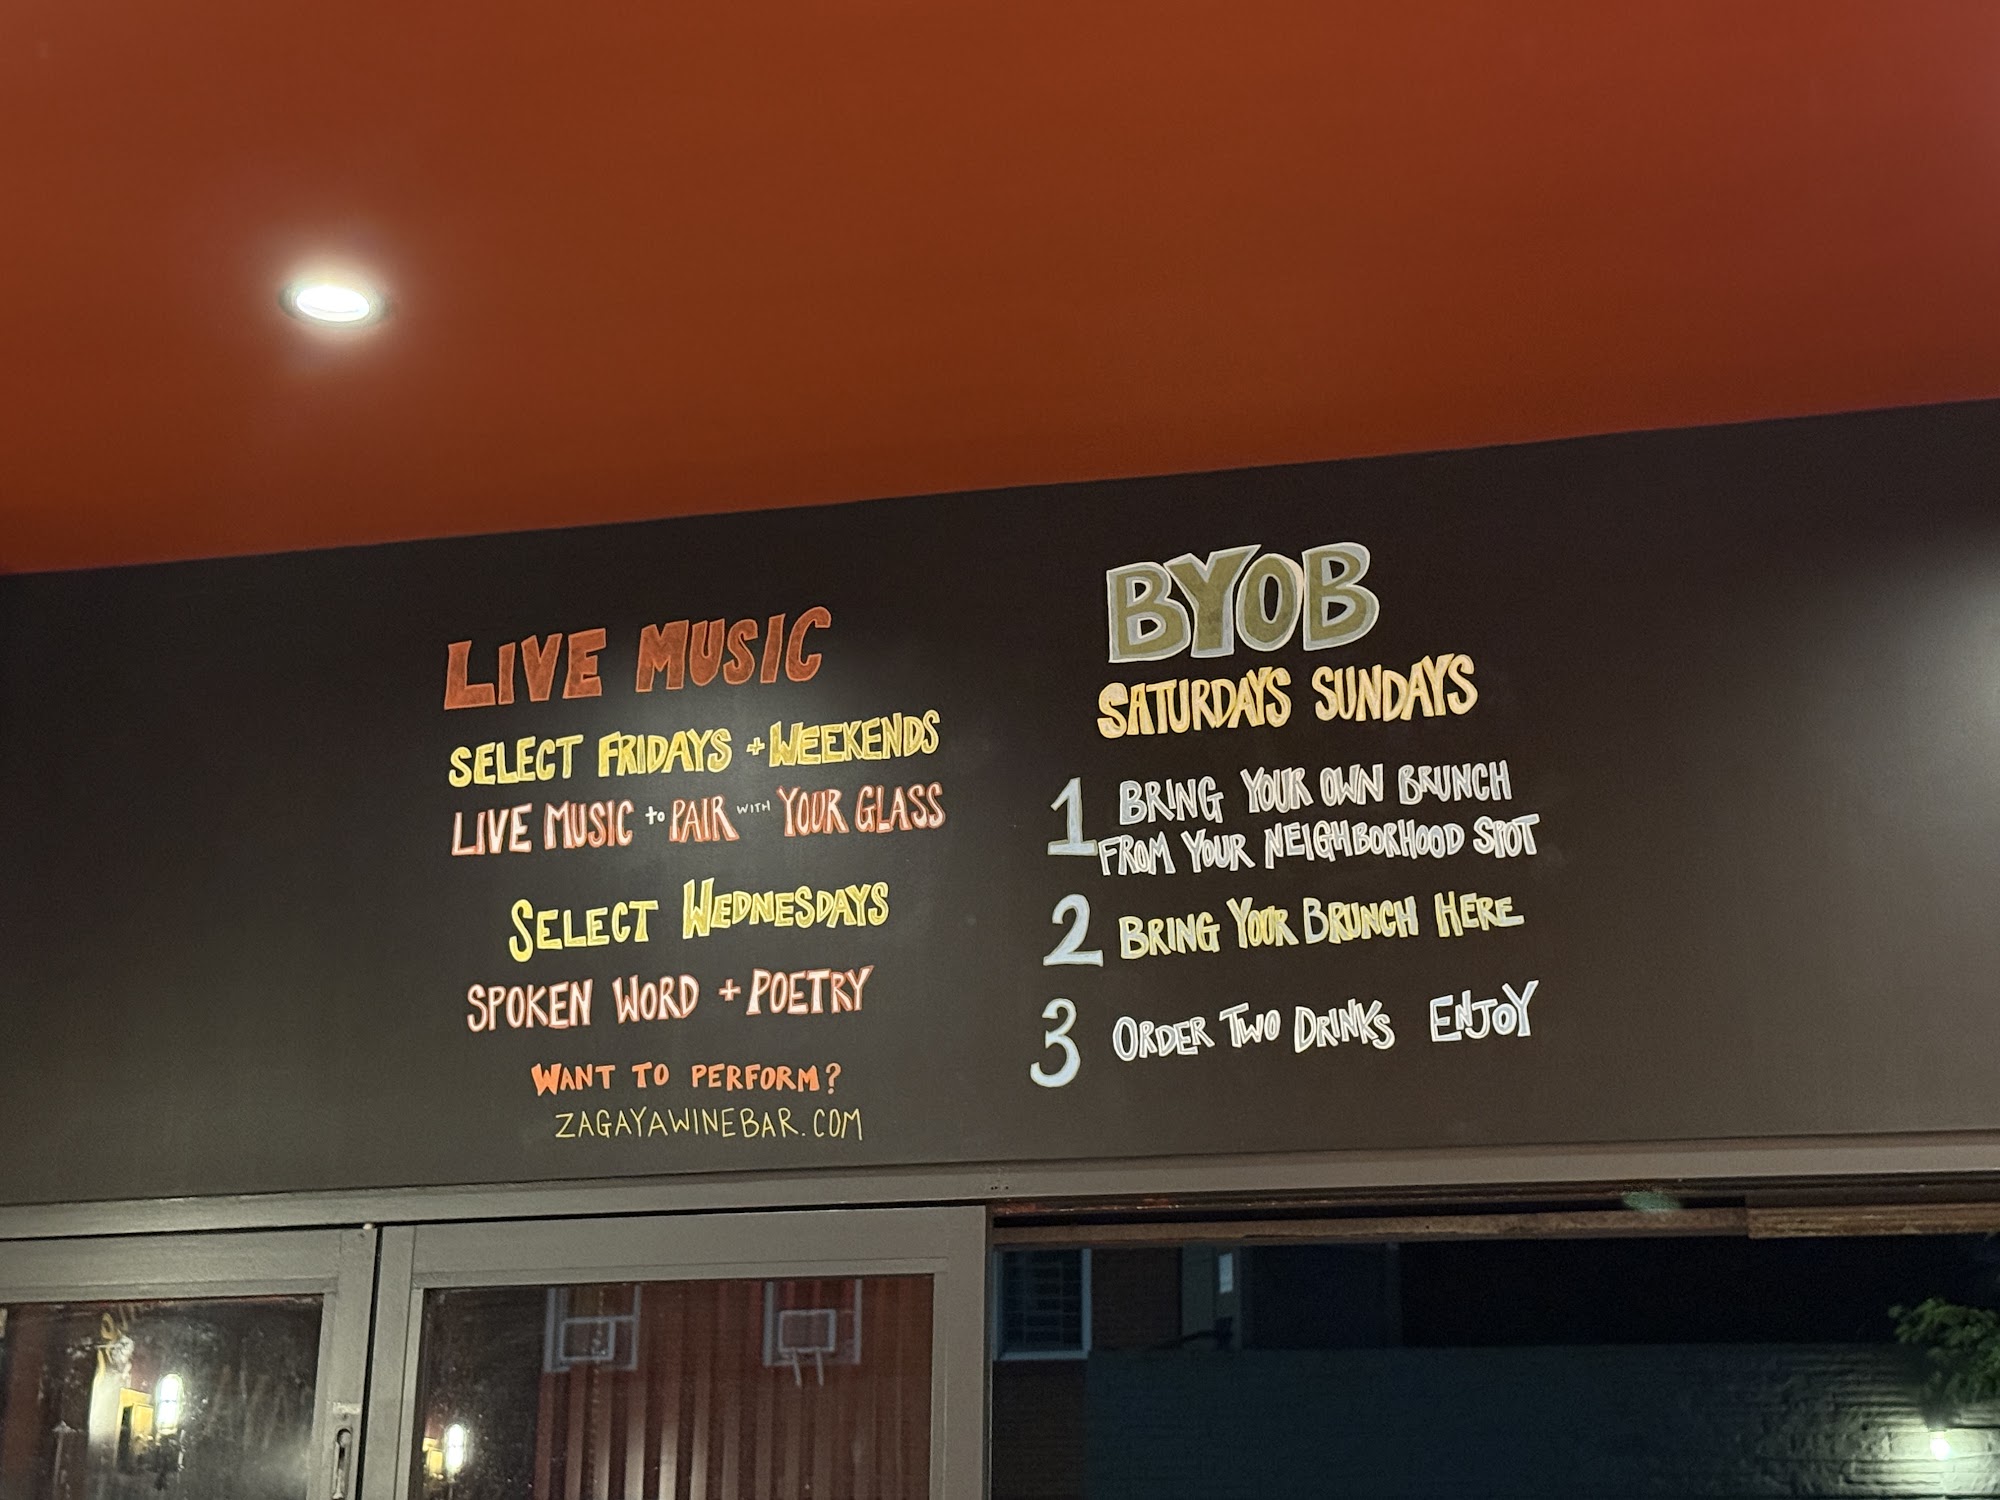 LIVE MUSIC
SELECT FRIDAYS + WEEKENDS
LIVE MUSIC to PAIR WITH YOUR GLASS
SELECT WEDNESDAYS
SPOKEN WORD + POETRY
WANT TO PERFORM?
ZAGAYAWINEBAR.COM
BYOB
SATURDAYS SUNDAYS
1 BRING YOUR OWN BRUNCH
FROM YOUR NEIGHBORHOOD SPOT
2 BRING YOUR BRUNCH HERE
3 ORDER TWO DRINKS ENJOY